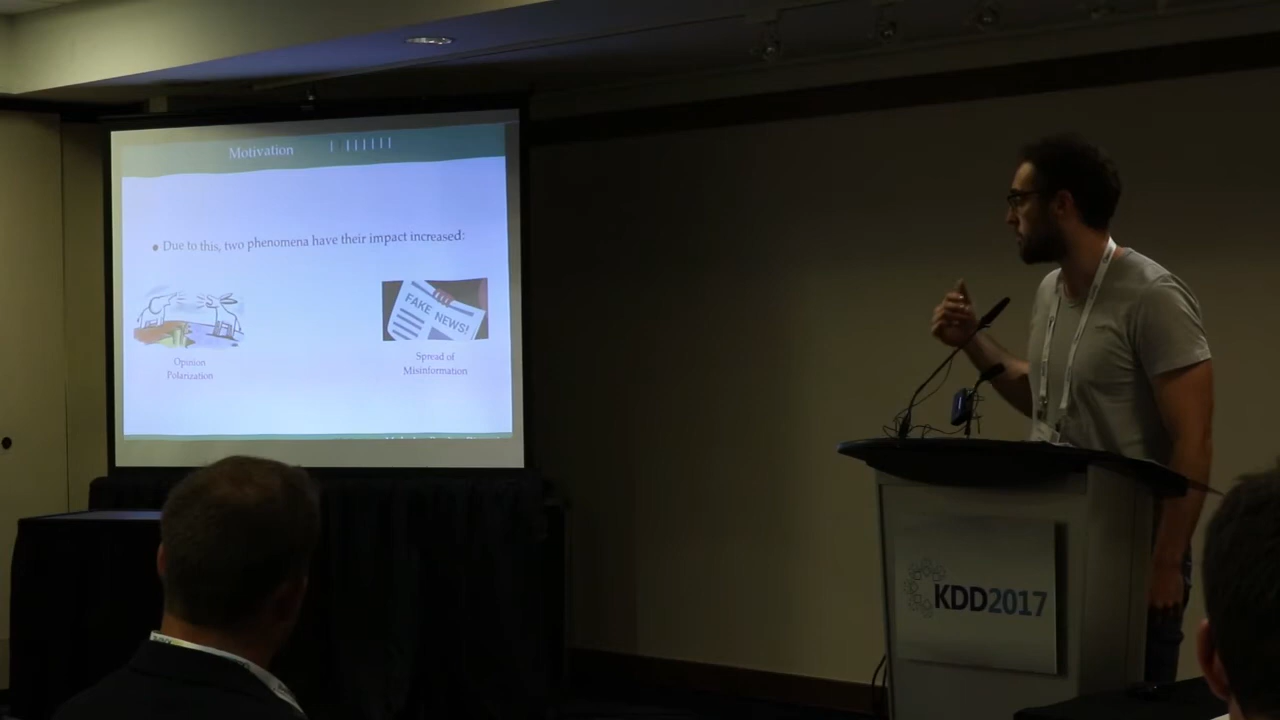 Motivation
● Due to this, two phenomena have their impact increased:
FAKE NEWS!
Opinion
Polarization
Spread of
Misinformation
KDD2017